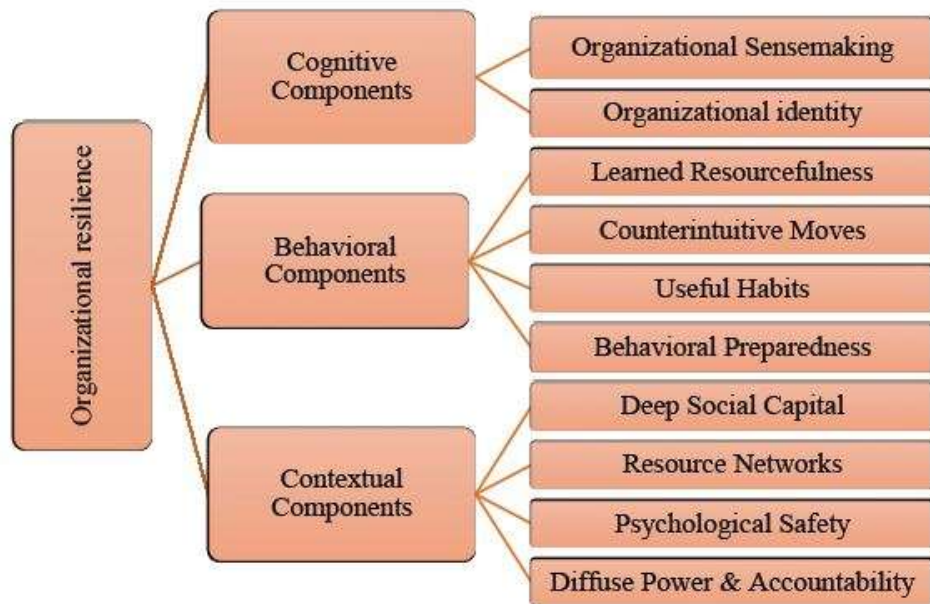 Organizational resilience
Cognitive
Components
Organizational Sensemaking
Organizational identity
Behavioral
Components
Learned Resourcefulness
Counterintuitive Moves
Useful Habits
Behavioral Preparedness
Contextual
Components
Deep Social Capital
Resource Networks
Psychological Safety
Diffuse Power & Accountability